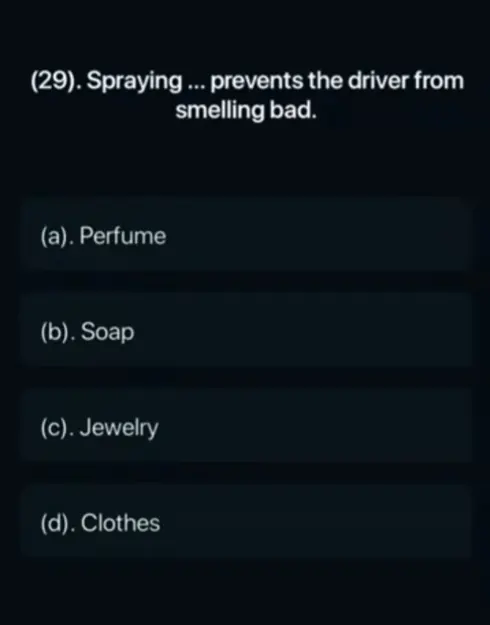 (29). Spraying ... prevents the driver from
smelling bad.
(a). Perfume
(b). Soap
(c). Jewelry
(d). Clothes